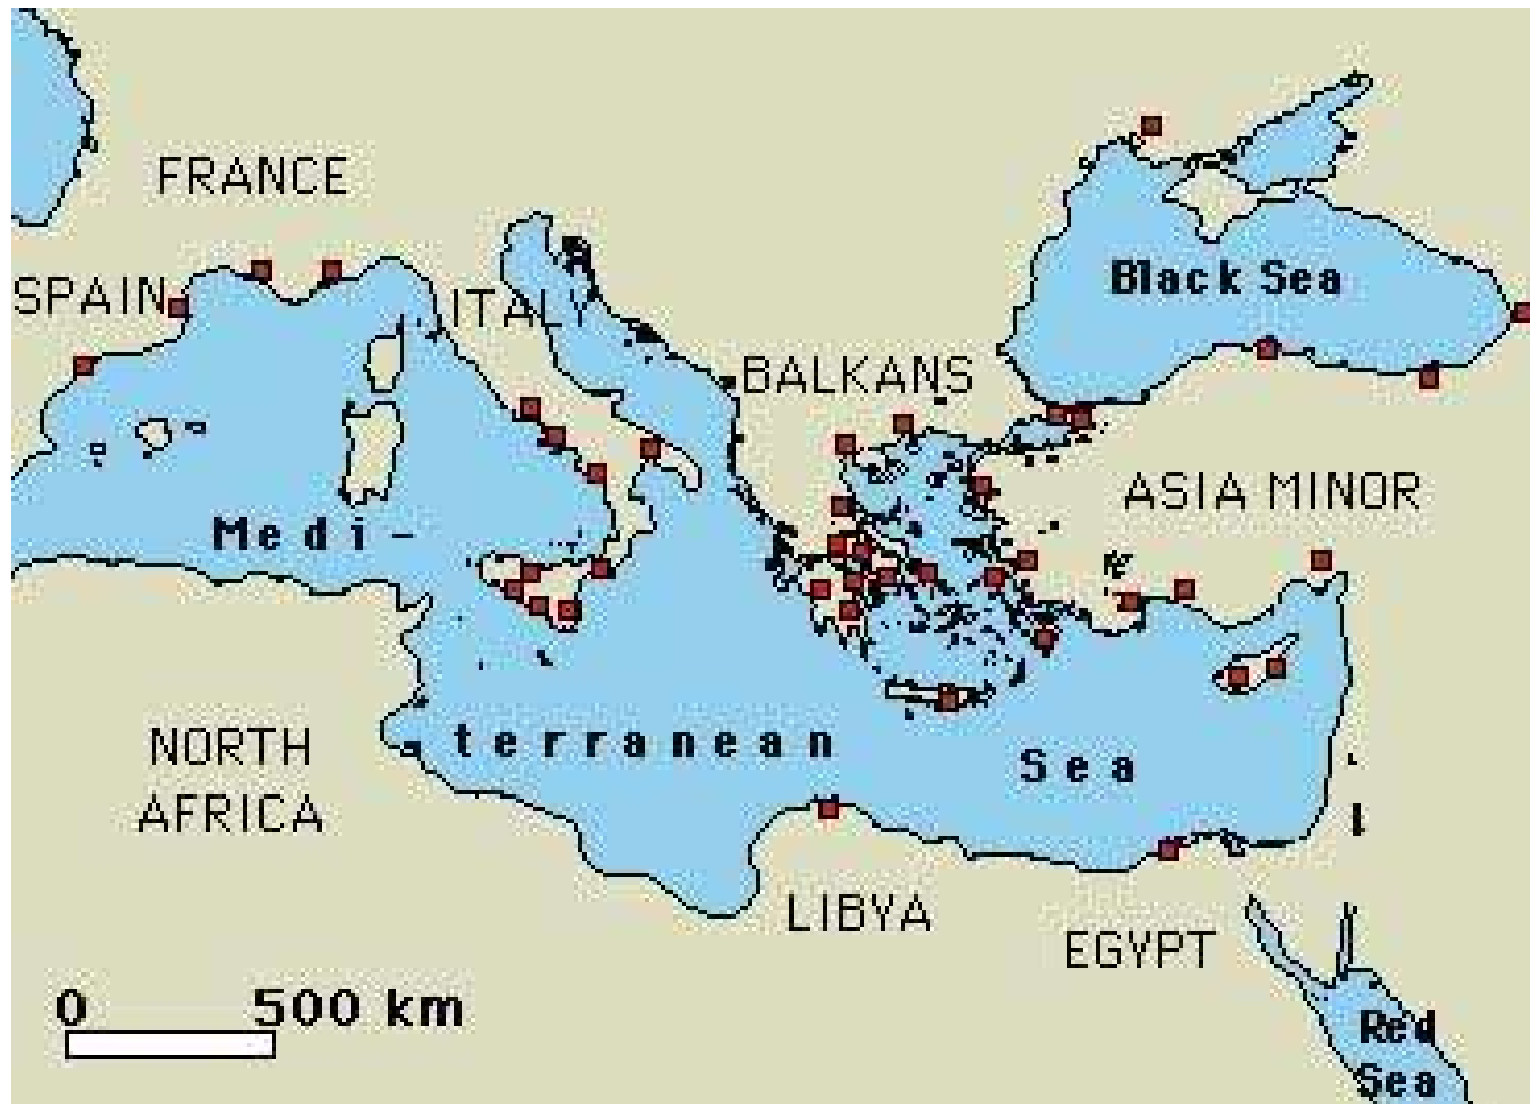 FRANCE
SPAIN
ITALY
Black Sea
BALKANS
ASIA MINOR
Medi-
terranean
Sea
NORTH
AFRICA
LIBYA
EGYPT
0 500 km
Red
Sea